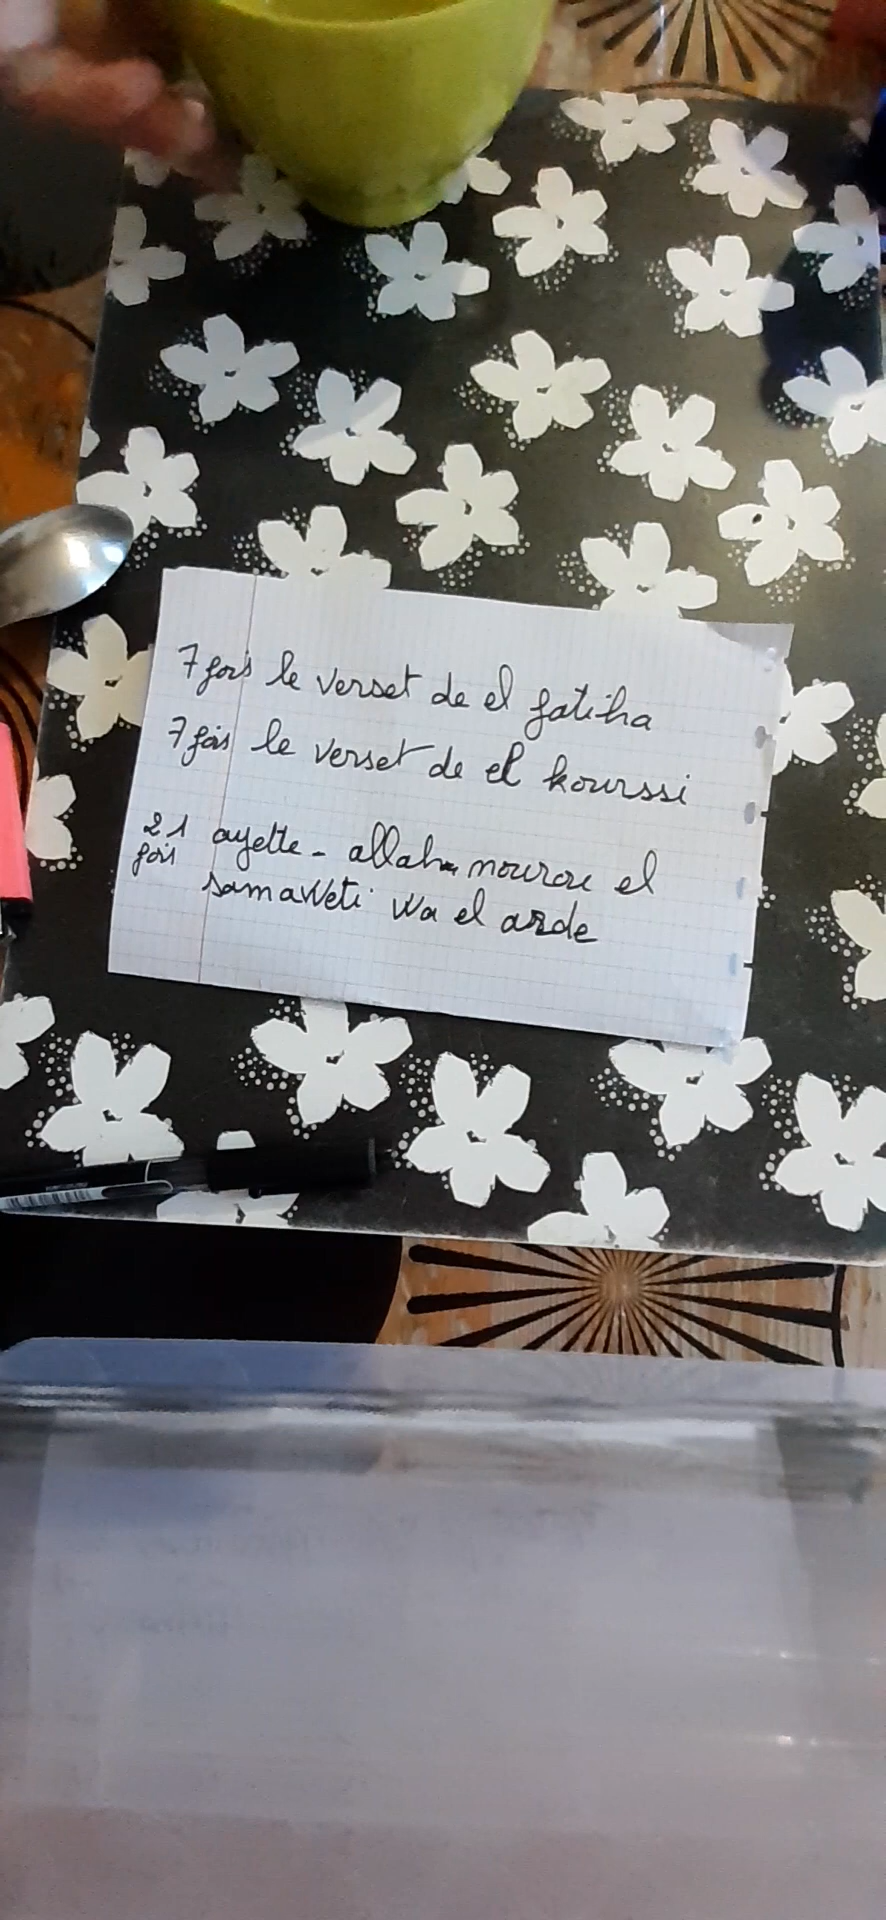 7 fois le verset de el fatiha
7 fois le verset de el kourssi
21 fois ayette - allah nourou el
samaweti wa el arde